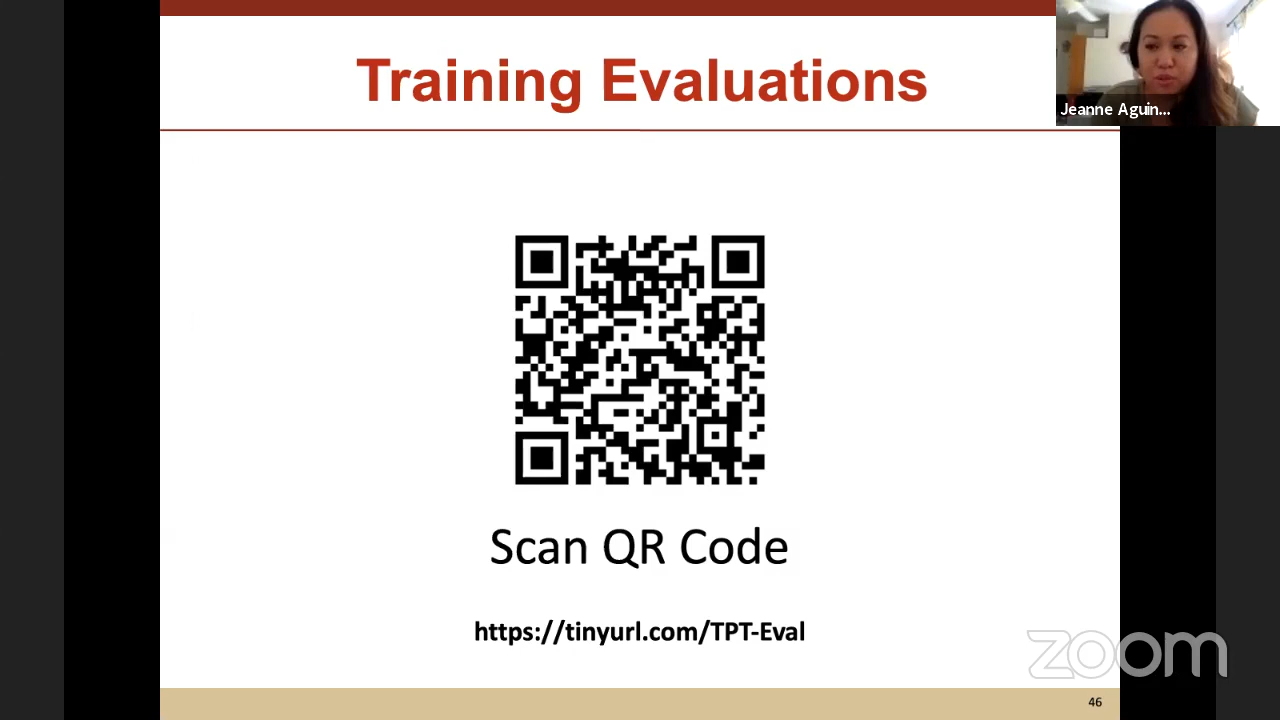 Training Evaluations
Jeanne Aguin...
Scan QR Code
https://tinyurl.com/TPT-Eval
zoom
46